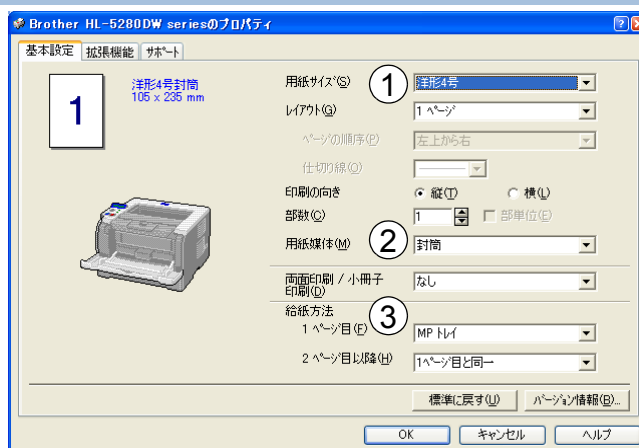 Brother HL-5280DW seriesのプロパティ
基本設定 拡張機能 サポート
1
洋形4号封筒
105 x 235 mm
用紙サイズ(S) ① 洋形4号
レイアウト(G) 1 ページ
ページの順序(P) 左上から右
仕切り線(O)
印刷の向き 縦(T) 横(L)
部数(C) 1 部単位(E)
用紙媒体(M) ② 封筒
両面印刷 / 小冊子
印刷(D) なし
給紙方法 ③
1 ページ目(F) MP トレイ
2 ページ目以降(H) 1ページ目と同一
標準に戻す(U) バージョン情報(B)...
OK キャンセル ヘルプ